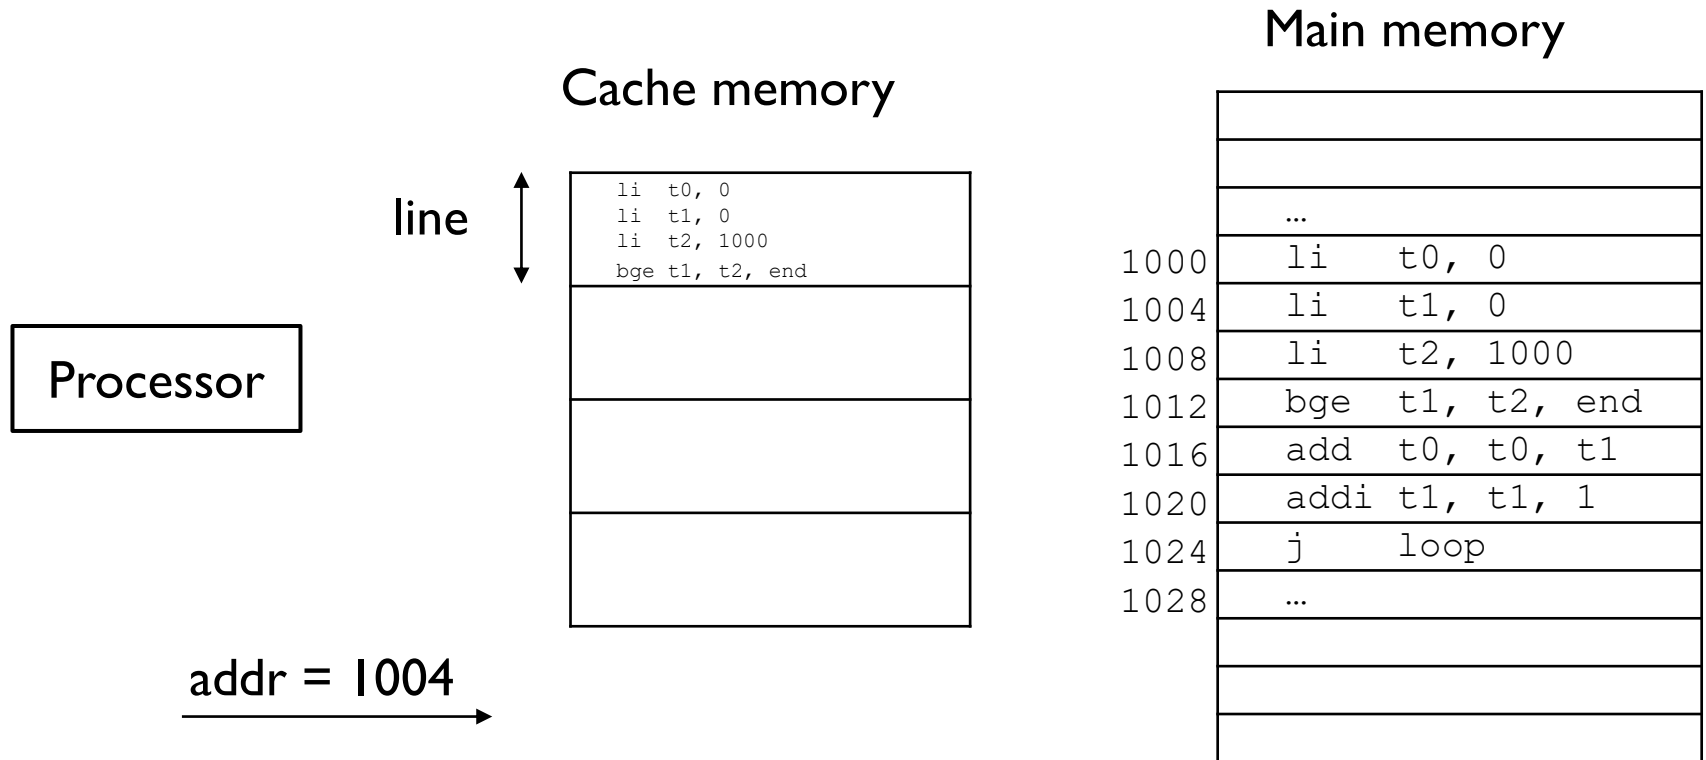 Main memory
Cache memory
line
li t0, 0
li t1, 0
li t2, 1000
bge t1, t2, end
Processor
addr = 1004
…
1000 li t0, 0
1004 li t1, 0
1008 li t2, 1000
1012 bge t1, t2, end
1016 add t0, t0, t1
1020 addi t1, t1, 1
1024 j loop
1028 …